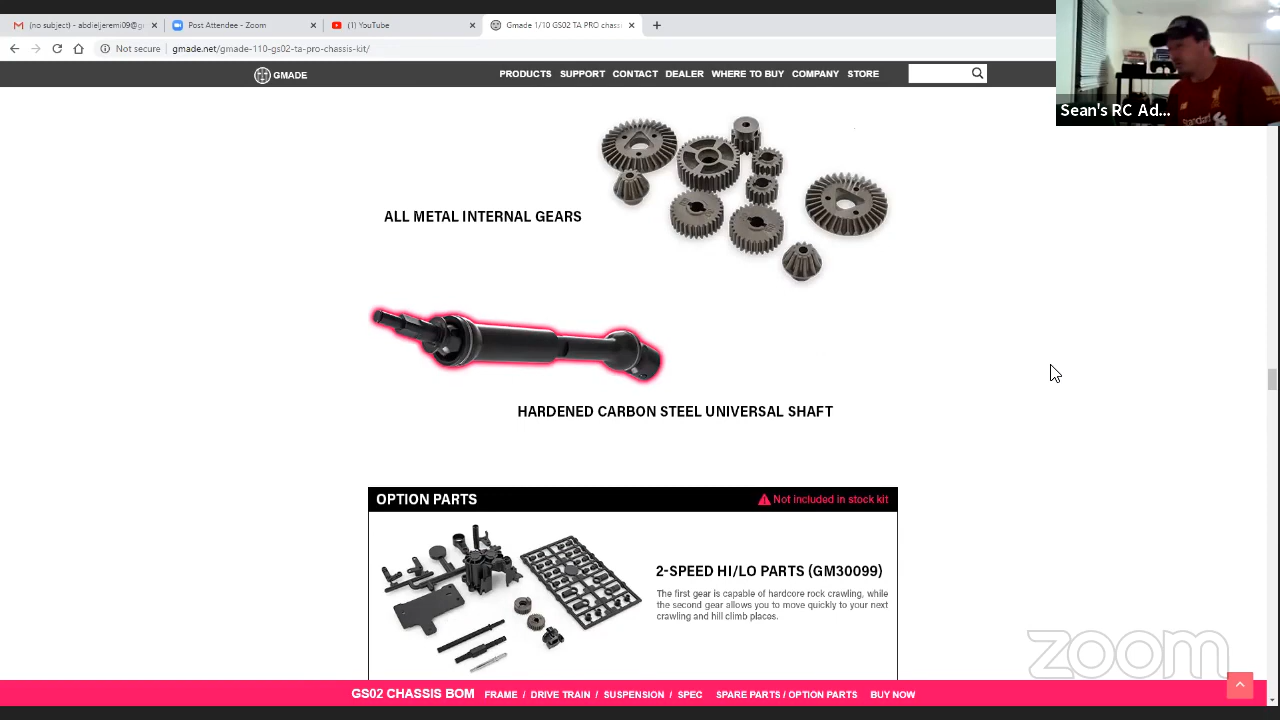 (no subject) - abdieljeremi09@g
Post Attendee - Zoom
(1) YouTube
Gmade 1/10 GS02 TA PRO chass
Not secure
gmade.net/gmade-110-gs02-ta-pro-chassis-kit/
GMADE
PRODUCTS SUPPORT CONTACT DEALER WHERE TO BUY COMPANY STORE
Sean's RC Ad...
ALL METAL INTERNAL GEARS
HARDENED CARBON STEEL UNIVERSAL SHAFT
OPTION PARTS
Not included in stock kit
2-SPEED HI/LO PARTS (GM30099)
The first gear is capable of hardcore rock crawling, while
the second gear allows you to move quickly to your next
crawling and hill climb places.
zoom
GS02 CHASSIS BOM FRAME / DRIVE TRAIN / SUSPENSION / SPEC SPARE PARTS / OPTION PARTS BUY NOW